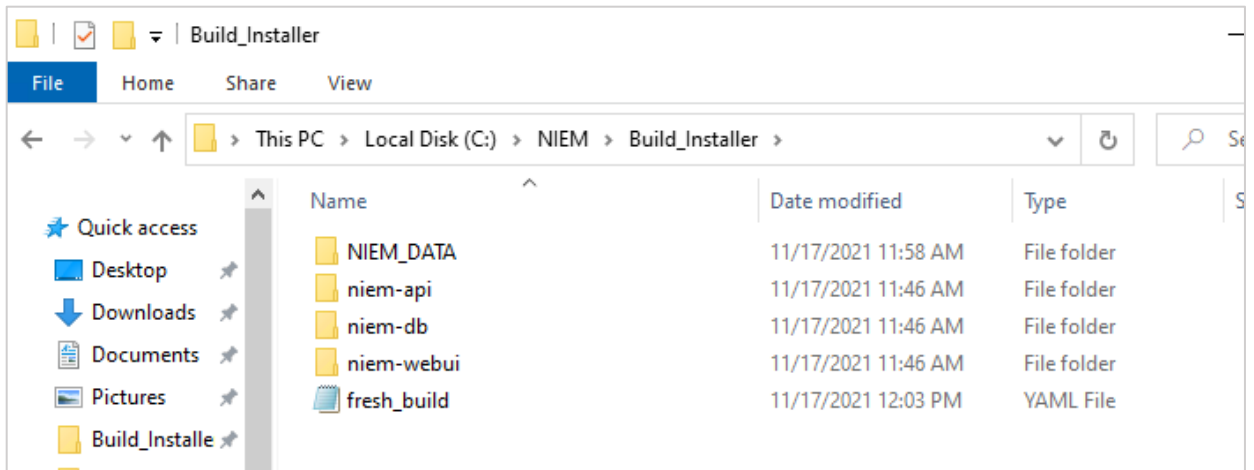 Build_Installer
File Home Share View
This PC > Local Disk (C:) > NIEM > Build_Installer >
Name Date modified Type
Quick access
Desktop
Downloads
Documents
Pictures
Build_Installe
NIEM_DATA 11/17/2021 11:58 AM File folder
niem-api 11/17/2021 11:46 AM File folder
niem-db 11/17/2021 11:46 AM File folder
niem-webui 11/17/2021 11:46 AM File folder
fresh_build 11/17/2021 12:03 PM YAML File